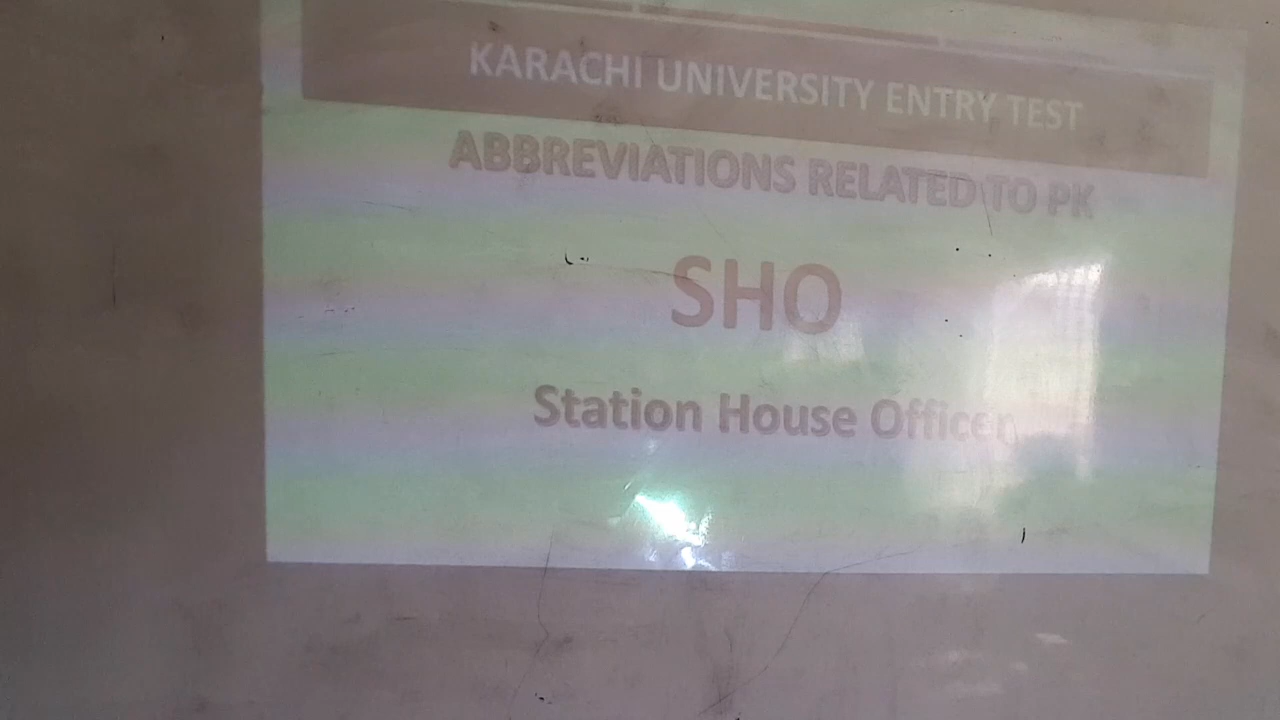 KARACHI UNIVERSITY ENTRY TEST
ABBREVIATIONS RELATED TO PK
SHO
Station House Officer